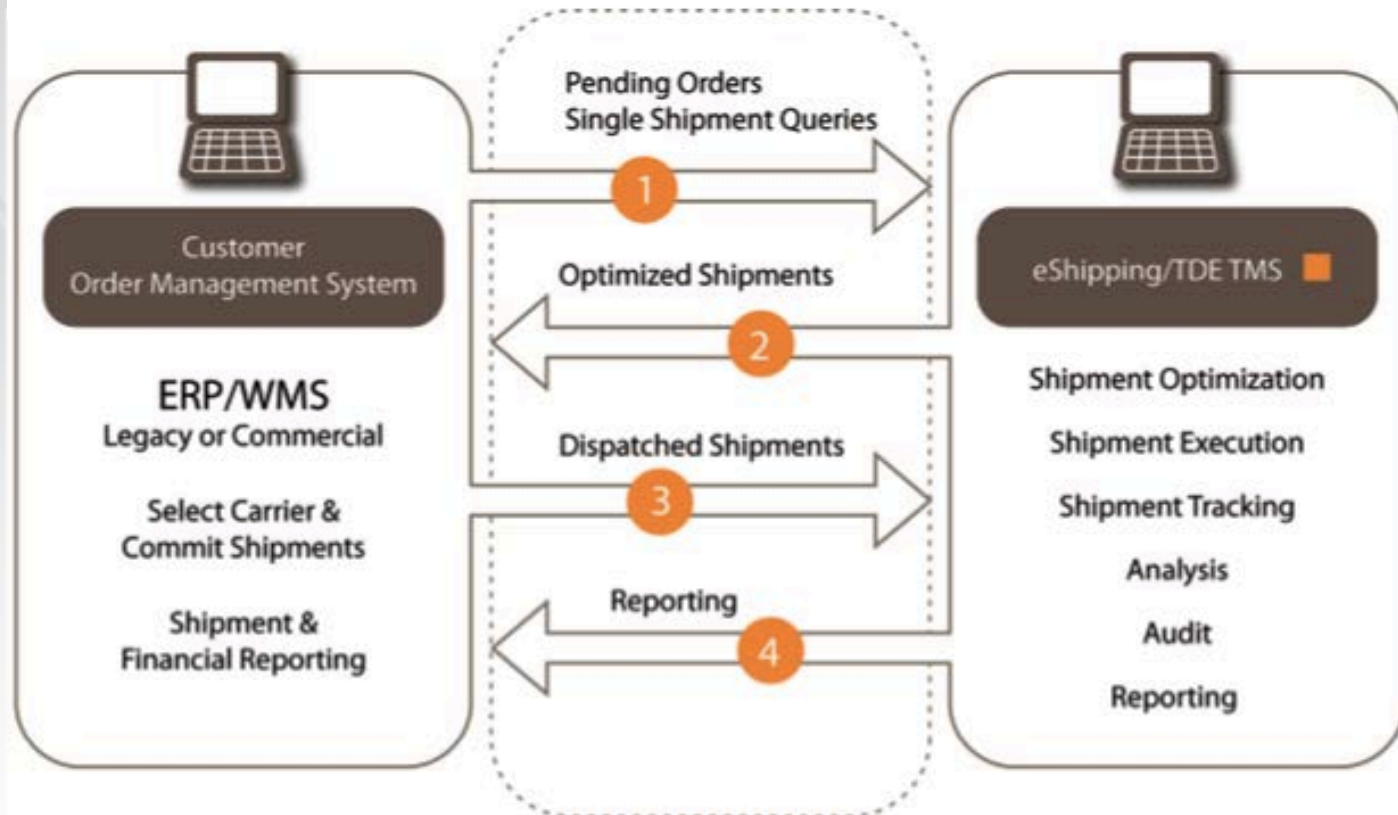 Customer
Order Management System
ERP/WMS
Legacy or Commercial
Select Carrier &
Commit Shipments
Shipment &
Financial Reporting
Pending Orders
Single Shipment Queries
1
Optimized Shipments
2
Dispatched Shipments
3
Reporting
4
eShipping/TDE TMS
Shipment Optimization
Shipment Execution
Shipment Tracking
Analysis
Audit
Reporting